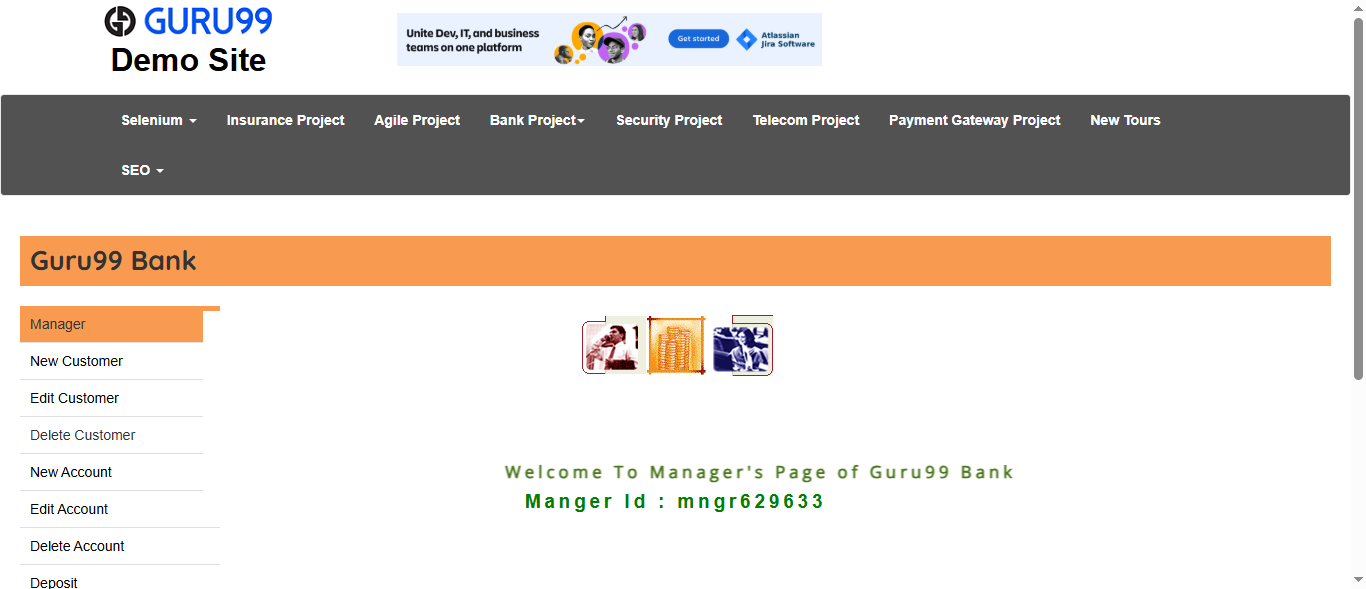 GURU99
Demo Site
Unite Dev, IT, and business
teams on one platform
Get started
Atlassian
Jira Software
Selenium
Insurance Project
Agile Project
Bank Project
Security Project
Telecom Project
Payment Gateway Project
New Tours
SEO
Guru99 Bank
Manager
New Customer
Edit Customer
Delete Customer
New Account
Edit Account
Delete Account
Deposit
Welcome To Manager's Page of Guru99 Bank
Manger Id : mngr629633